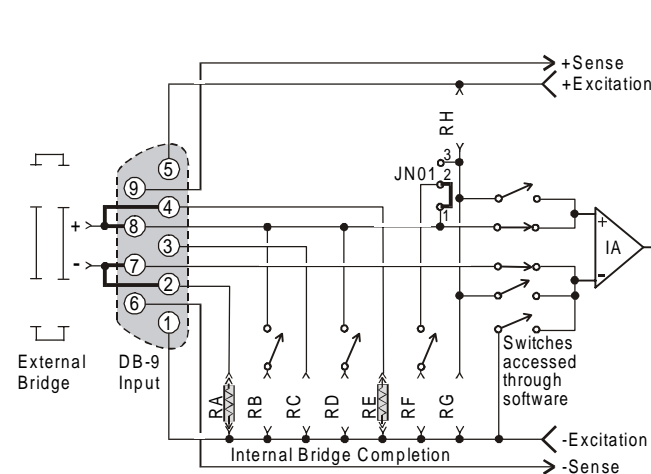 +Sense
+Excitation
RH
JN01
3
2
1
5
9
4
+
8
3
-
7
2
6
1
+
IA
-
External
Bridge
DB-9
Input
Switches
accessed
through
software
RA
RB
RC
RD
RE
RF
RG
Internal Bridge Completion
-Excitation
-Sense